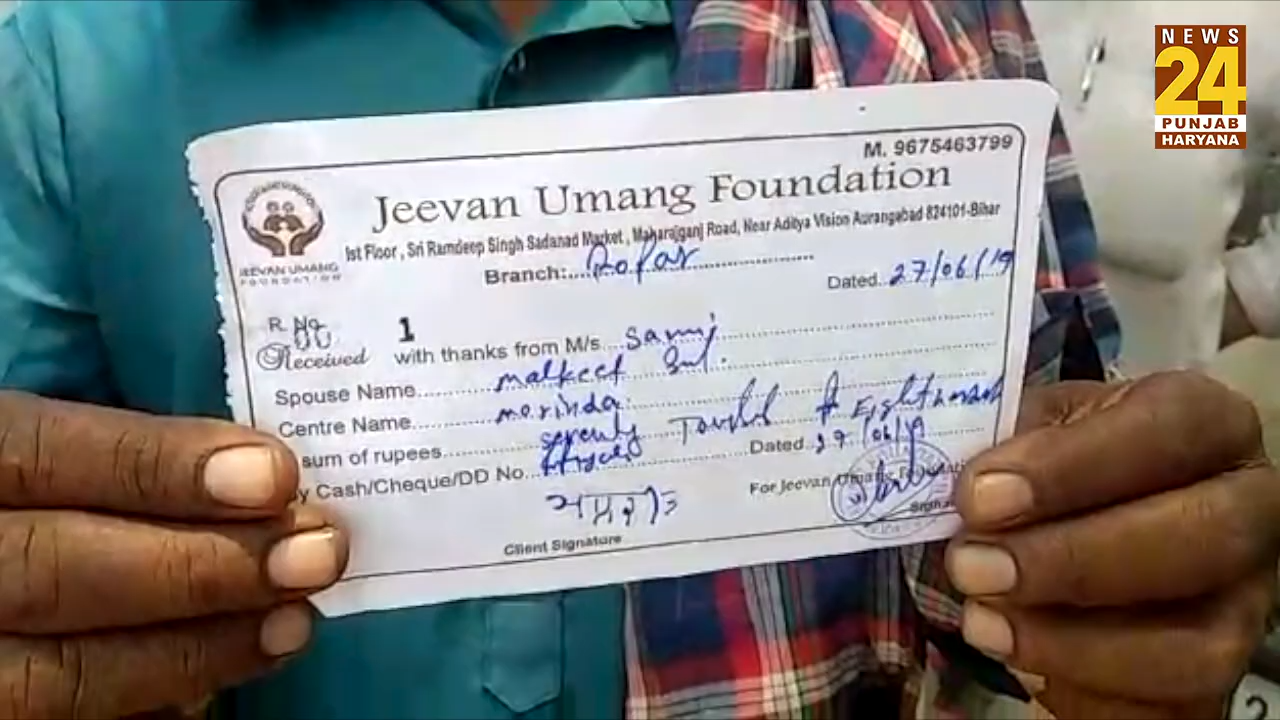 NEWS
24
PUNJAB
HARYANA
M. 9675463799
Jeevan Umang Foundation
Ist Floor, Sri Ramdeep Singh Sadanad Market, Maharajganj Road, Near Aditya Vision Aurangabad 824101-Bihar
JEEVAN UMANG
FOUNDATION
Branch:.... Ropar
Dated.. 27/06/19
R. No. 1
Received with thanks from M/s....
Spouse Name.......... malkeet
Centre Name.......... morinda
sum of rupees..........
y Cash/Cheque/DD No...
Dated.. 27/06/19
For Jeevan Umang Foundation
Client Signature